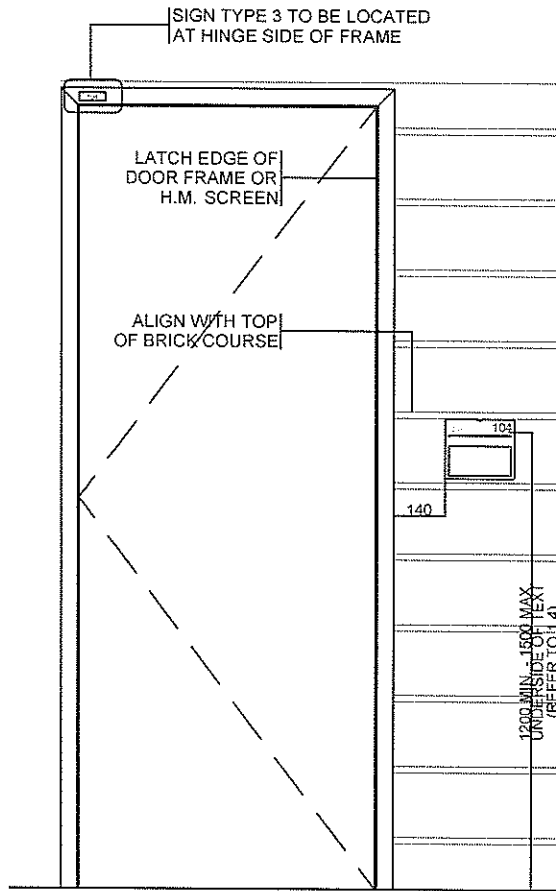 SIGN TYPE 3 TO BE LOCATED
AT HINGE SIDE OF FRAME
LATCH EDGE OF
DOOR FRAME OR
H.M. SCREEN
ALIGN WITH TOP
OF BRICK COURSE
104
140
1200 MIN. - 1500 MAX.
UNDERSIDE OF TEXT
(REFER TO 1.4)